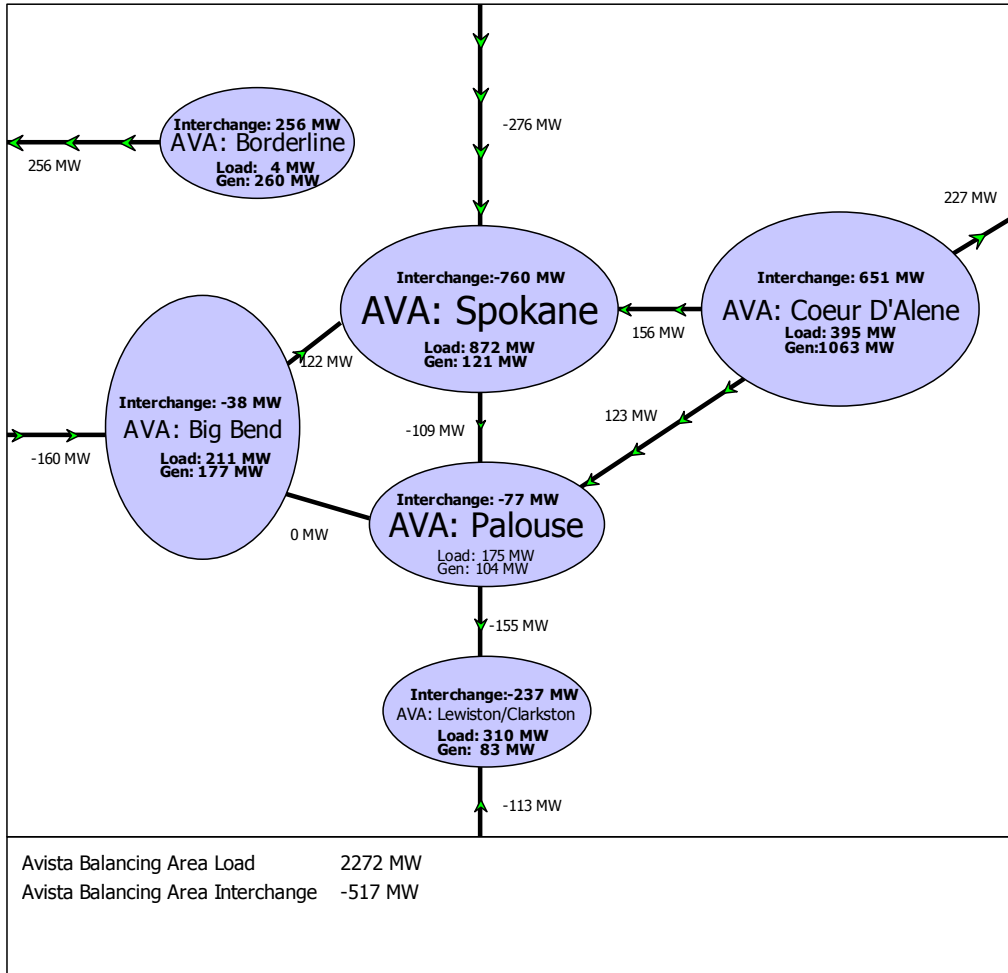 -276 MW
Interchange: 256 MW
AVA: Borderline
Load: 4 MW
Gen: 260 MW
256 MW
227 MW
Interchange:-760 MW
AVA: Spokane
Load: 872 MW
Gen: 121 MW
Interchange: 651 MW
AVA: Coeur D'Alene
Load: 395 MW
Gen:1063 MW
156 MW
122 MW
Interchange: -38 MW
AVA: Big Bend
Load: 211 MW
Gen: 177 MW
-160 MW
-109 MW
123 MW
Interchange: -77 MW
AVA: Palouse
Load: 175 MW
Gen: 104 MW
0 MW
-155 MW
Interchange:-237 MW
AVA: Lewiston/Clarkston
Load: 310 MW
Gen: 83 MW
-113 MW
Avista Balancing Area Load 2272 MW
Avista Balancing Area Interchange -517 MW